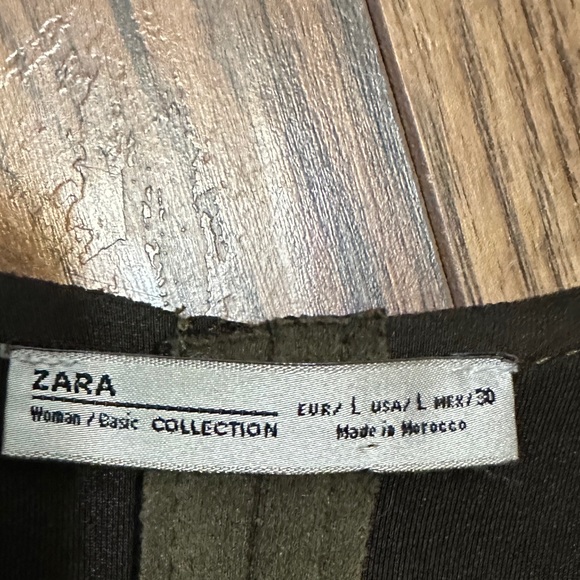 ZARA
Woman / Basic COLLECTION
EUR/ L USA/ L MEX/ 30
Made in Morocco